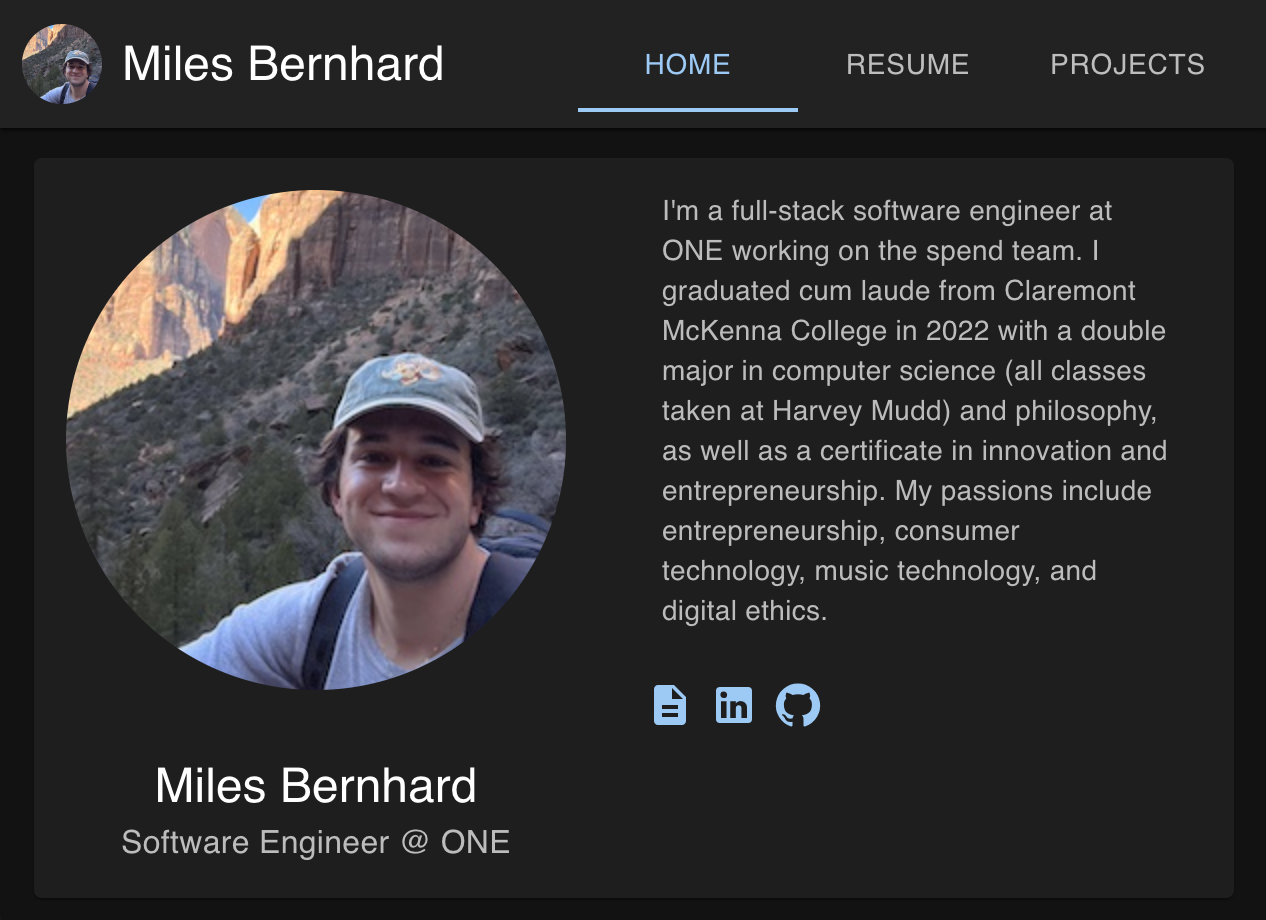 Miles Bernhard
HOME
RESUME
PROJECTS
I'm a full-stack software engineer at
ONE working on the spend team. I
graduated cum laude from Claremont
McKenna College in 2022 with a double
major in computer science (all classes
taken at Harvey Mudd) and philosophy,
as well as a certificate in innovation and
entrepreneurship. My passions include
entrepreneurship, consumer
technology, music technology, and
digital ethics.
in
Miles Bernhard
Software Engineer @ ONE